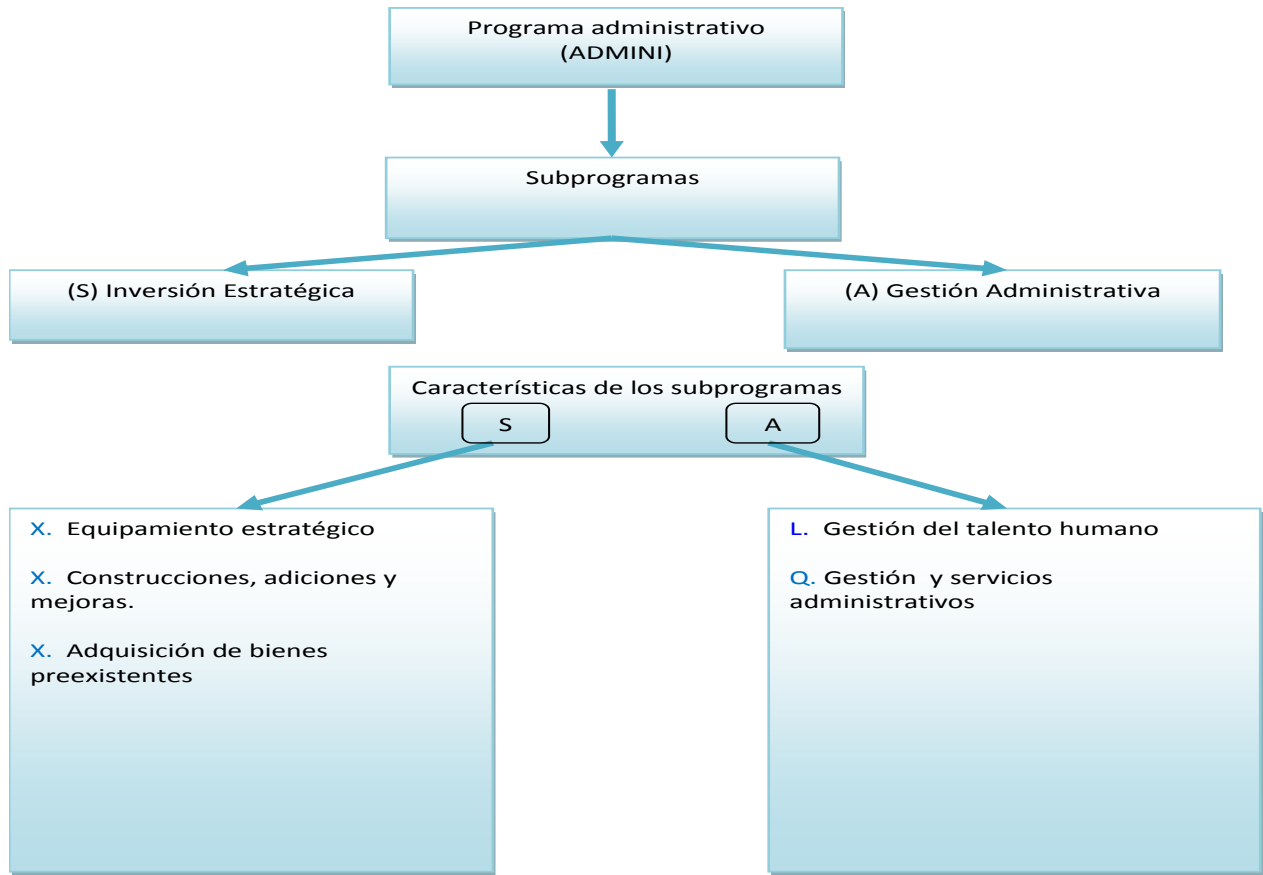 Programa administrativo
(ADMINI)
Subprogramas
(S) Inversión Estratégica
(A) Gestión Administrativa
Características de los subprogramas
S
A
X. Equipamiento estratégico
X. Construcciones, adiciones y
mejoras.
X. Adquisición de bienes
preexistentes
L. Gestión del talento humano
Q. Gestión y servicios
administrativos